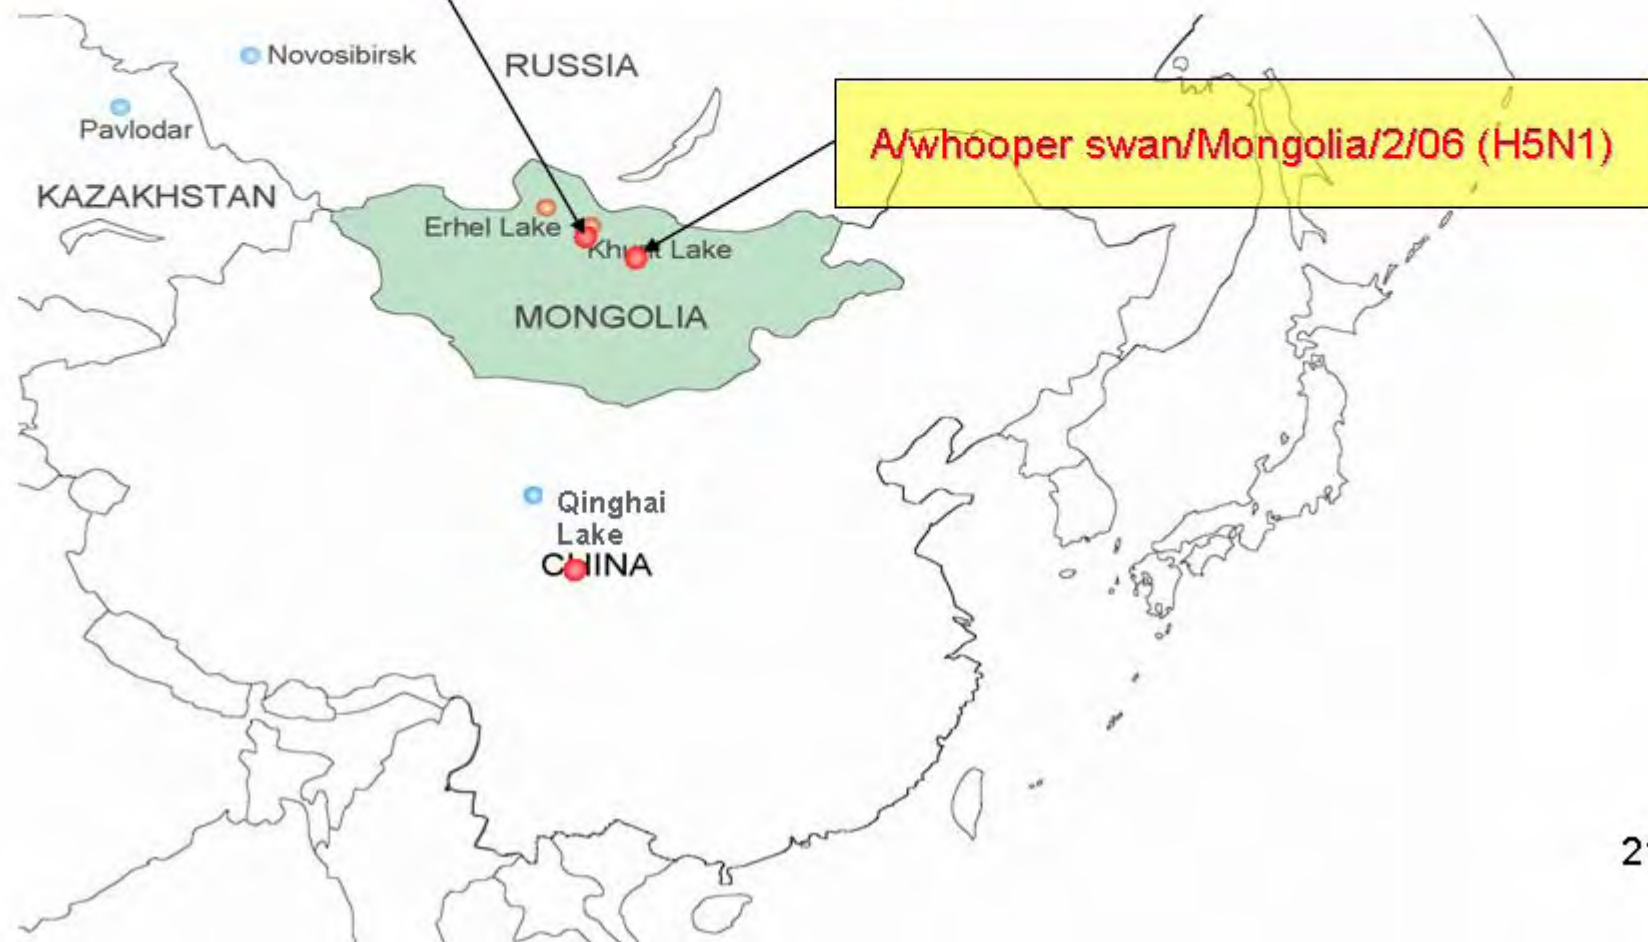 Novosibirsk
RUSSIA
Pavlodar
A/whooper swan/Mongolia/2/06 (H5N1)
KAZAKHSTAN
Erhel Lake
Lake
MONGOLIA
Qinghai
Lake
CHINA